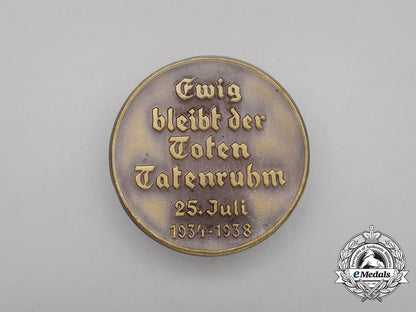 Ewig
bleibt der
Toten
Tatenruhm
25. Juli
1934-1938
eMedals